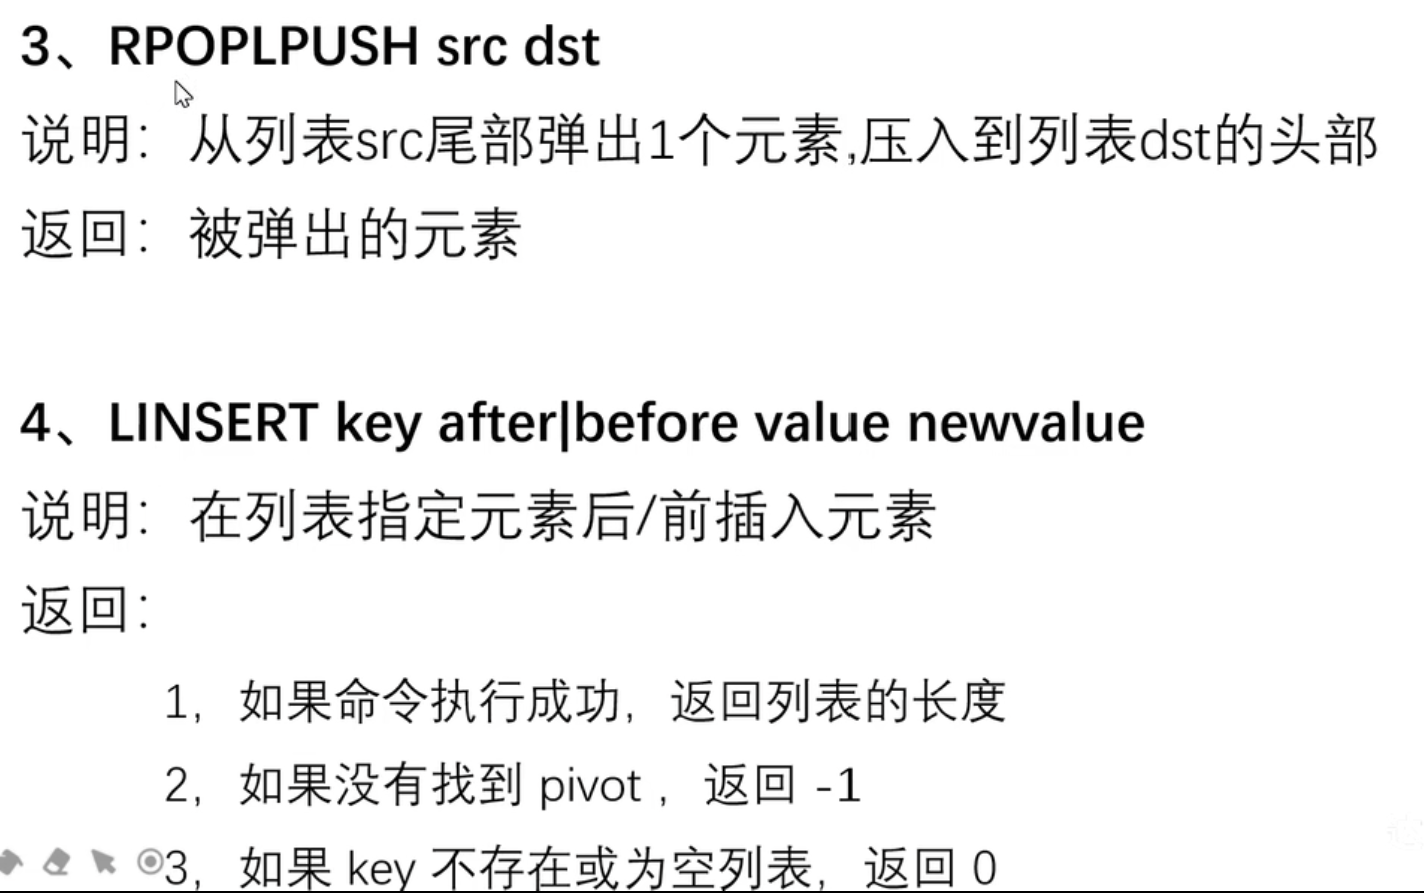 3、RPOPLPUSH src dst
说明：从列表src尾部弹出1个元素,压入到列表dst的头部
返回：被弹出的元素
4、LINSERT key after|before value newvalue
说明：在列表指定元素后/前插入元素
返回：
1，如果命令执行成功，返回列表的长度
2，如果没有找到 pivot ，返回 -1
3，如果 key 不存在或为空列表，返回 0